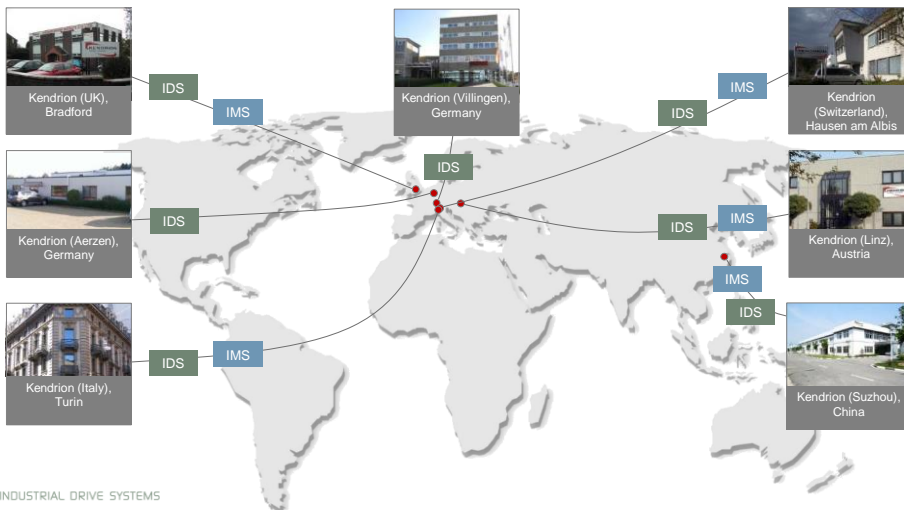 Kendrion (UK),
Bradford
IDS
IMS
Kendrion (Villingen),
Germany
IDS
IDS
IMS
Kendrion
(Switzerland),
Hausen am Albis
Kendrion (Aerzen),
Germany
IDS
IDS
IMS
Kendrion (Linz),
Austria
Kendrion (Italy),
Turin
IDS
IMS
IMS
IDS
Kendrion (Suzhou),
China
INDUSTRIAL DRIVE SYSTEMS